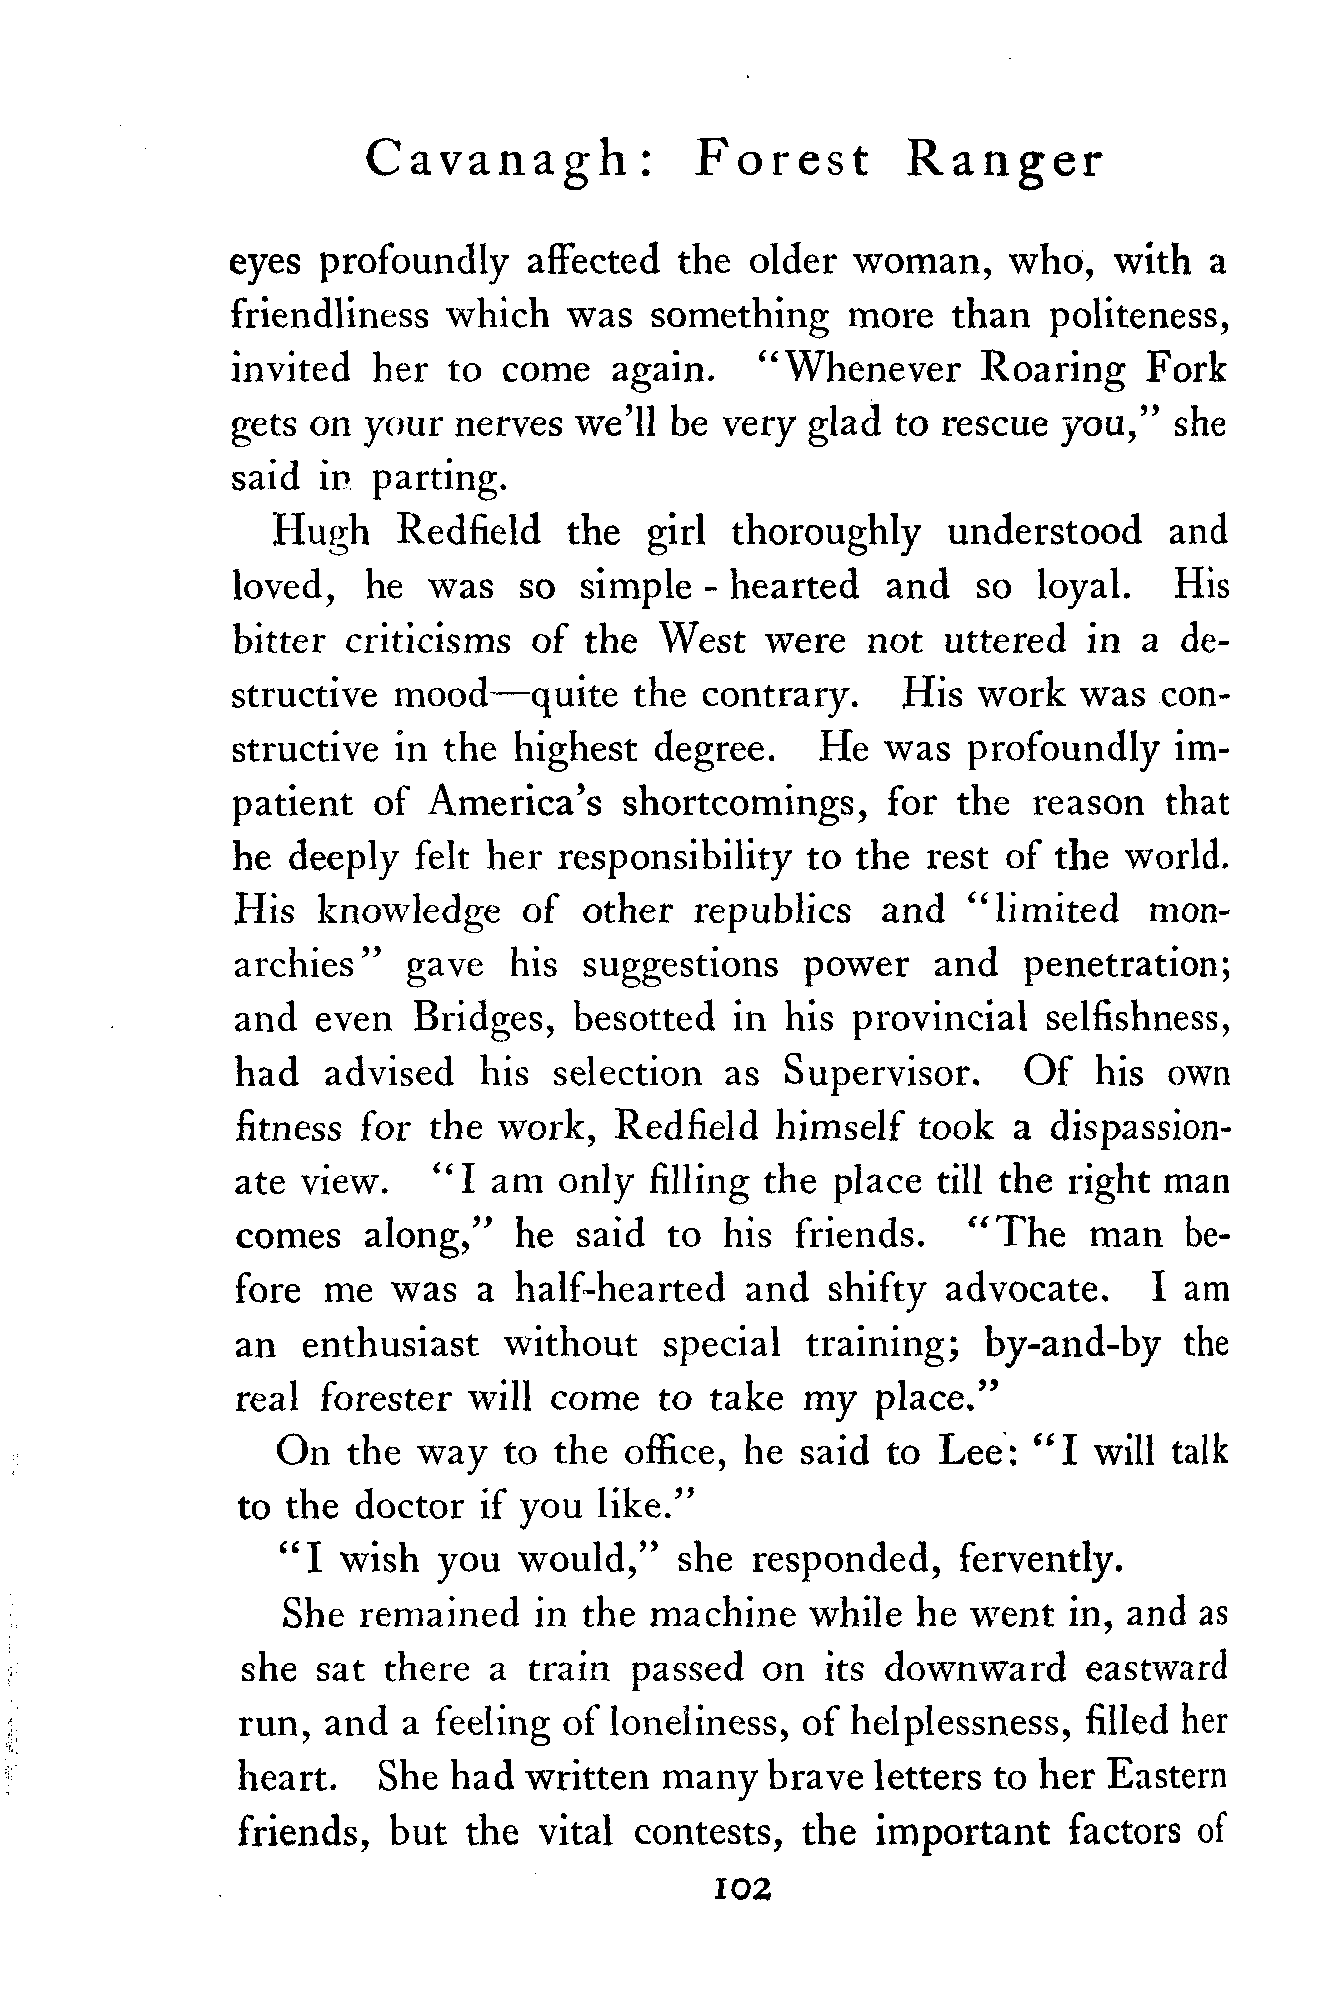 Cavanagh: Forest Ranger
eyes profoundly affected the older woman, who, with a
friendliness which was something more than politeness,
invited her to come again. "Whenever Roaring Fork
gets on your nerves we'll be very glad to rescue you," she
said in parting.
Hugh Redfield the girl thoroughly understood and
loved, he was so simple-hearted and so loyal. His
bitter criticisms of the West were not uttered in a de-
structive mood—quite the contrary. His work was con-
structive in the highest degree. He was profoundly im-
patient of America's shortcomings, for the reason that
he deeply felt her responsibility to the rest of the world.
His knowledge of other republics and "limited mon-
archies" gave his suggestions power and penetration;
and even Bridges, besotted in his provincial selfishness,
had advised his selection as Supervisor. Of his own
fitness for the work, Redfield himself took a dispassion-
ate view. "I am only filling the place till the right man
comes along," he said to his friends. "The man be-
fore me was a half-hearted and shifty advocate. I am
an enthusiast without special training; by-and-by the
real forester will come to take my place."
On the way to the office, he said to Lee: "I will talk
to the doctor if you like."
"I wish you would," she responded, fervently.
She remained in the machine while he went in, and as
she sat there a train passed on its downward eastward
run, and a feeling of loneliness, of helplessness, filled her
heart. She had written many brave letters to her Eastern
friends, but the vital contests, the important factors of
102